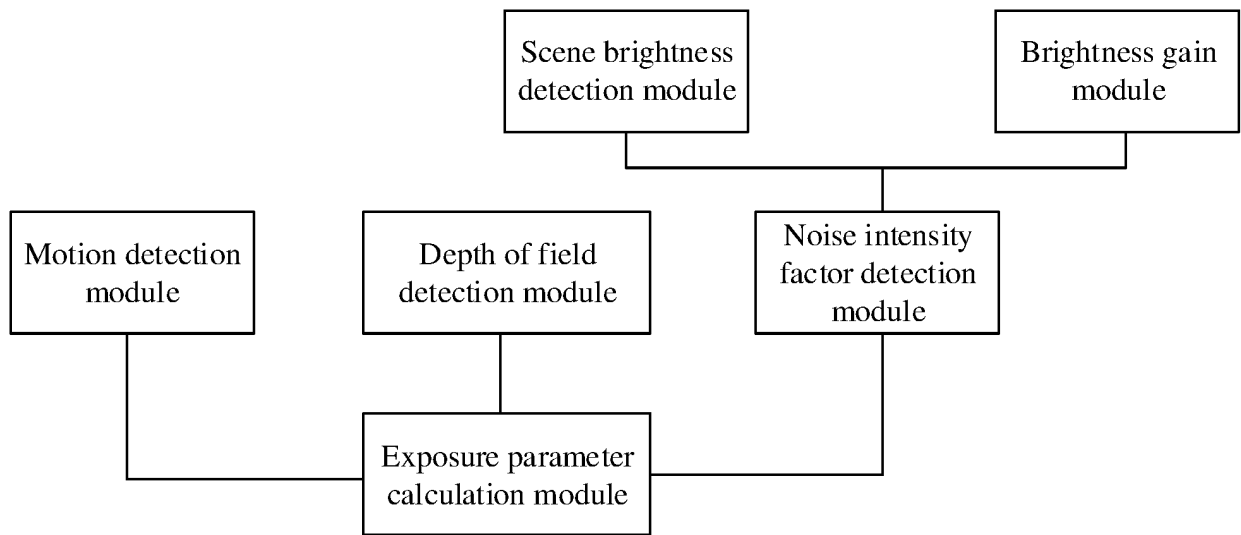 Scene brightness
detection module
Brightness gain
module
Motion detection
module
Depth of field
detection module
Noise intensity
factor detection
module
Exposure parameter
calculation module